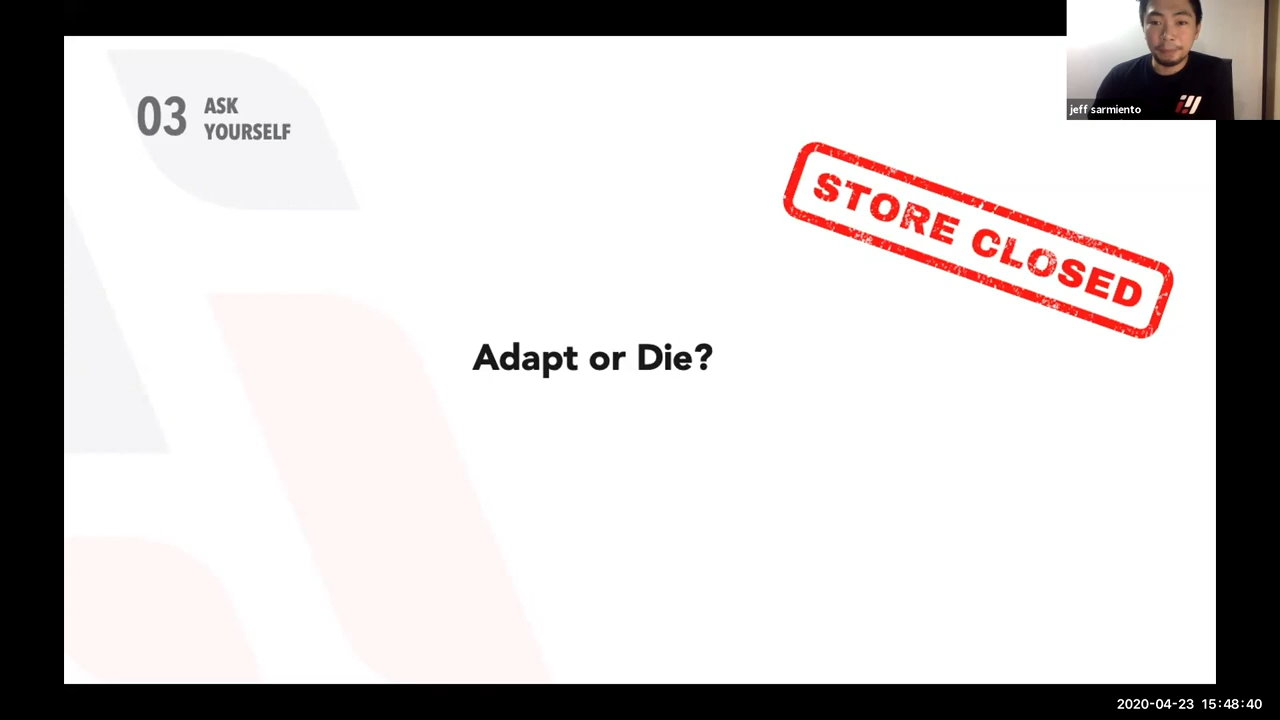 03 ASK
YOURSELF
jeff sarmiento
STORE CLOSED
Adapt or Die?
2020-04-23 15:48:40